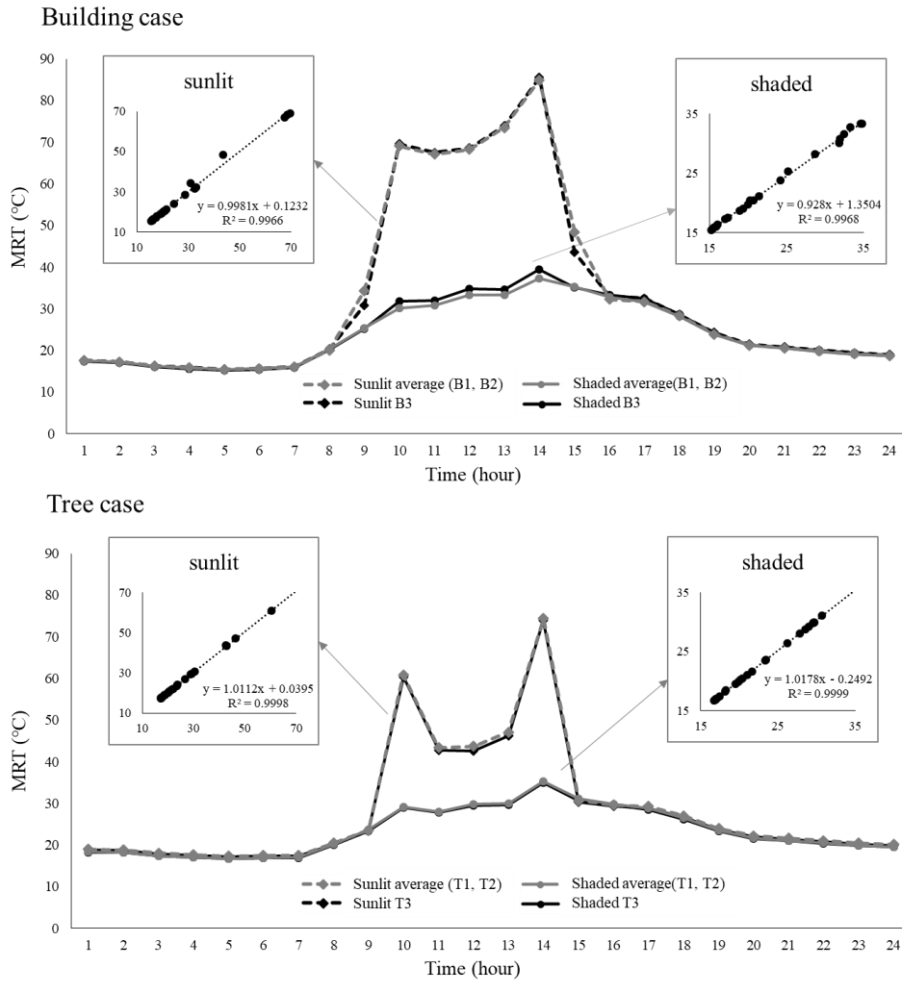 Building case
90
80
70
60
50
40
30
20
10
0
MRT (℃)
sunlit
70
50
30
10
y = 0.9981x + 0.1232
R² = 0.9966
10 30 50 70
shaded
35
25
15
y = 0.928x + 1.3504
R² = 0.9968
15 25 35
Sunlit average (B1, B2)
Shaded average(B1, B2)
Sunlit B3
Shaded B3
1 2 3 4 5 6 7 8 9 10 11 12 13 14 15 16 17 18 19 20 21 22 23 24
Time (hour)
Tree case
90
80
70
60
50
40
30
20
10
0
MRT (℃)
sunlit
70
50
30
10
y = 1.0112x + 0.0395
R² = 0.9998
10 30 50 70
shaded
35
25
15
y = 1.0178x - 0.2492
R² = 0.9999
15 25 35
Sunlit average (T1, T2)
Shaded average(T1, T2)
Sunlit T3
Shaded T3
1 2 3 4 5 6 7 8 9 10 11 12 13 14 15 16 17 18 19 20 21 22 23 24
Time (hour)